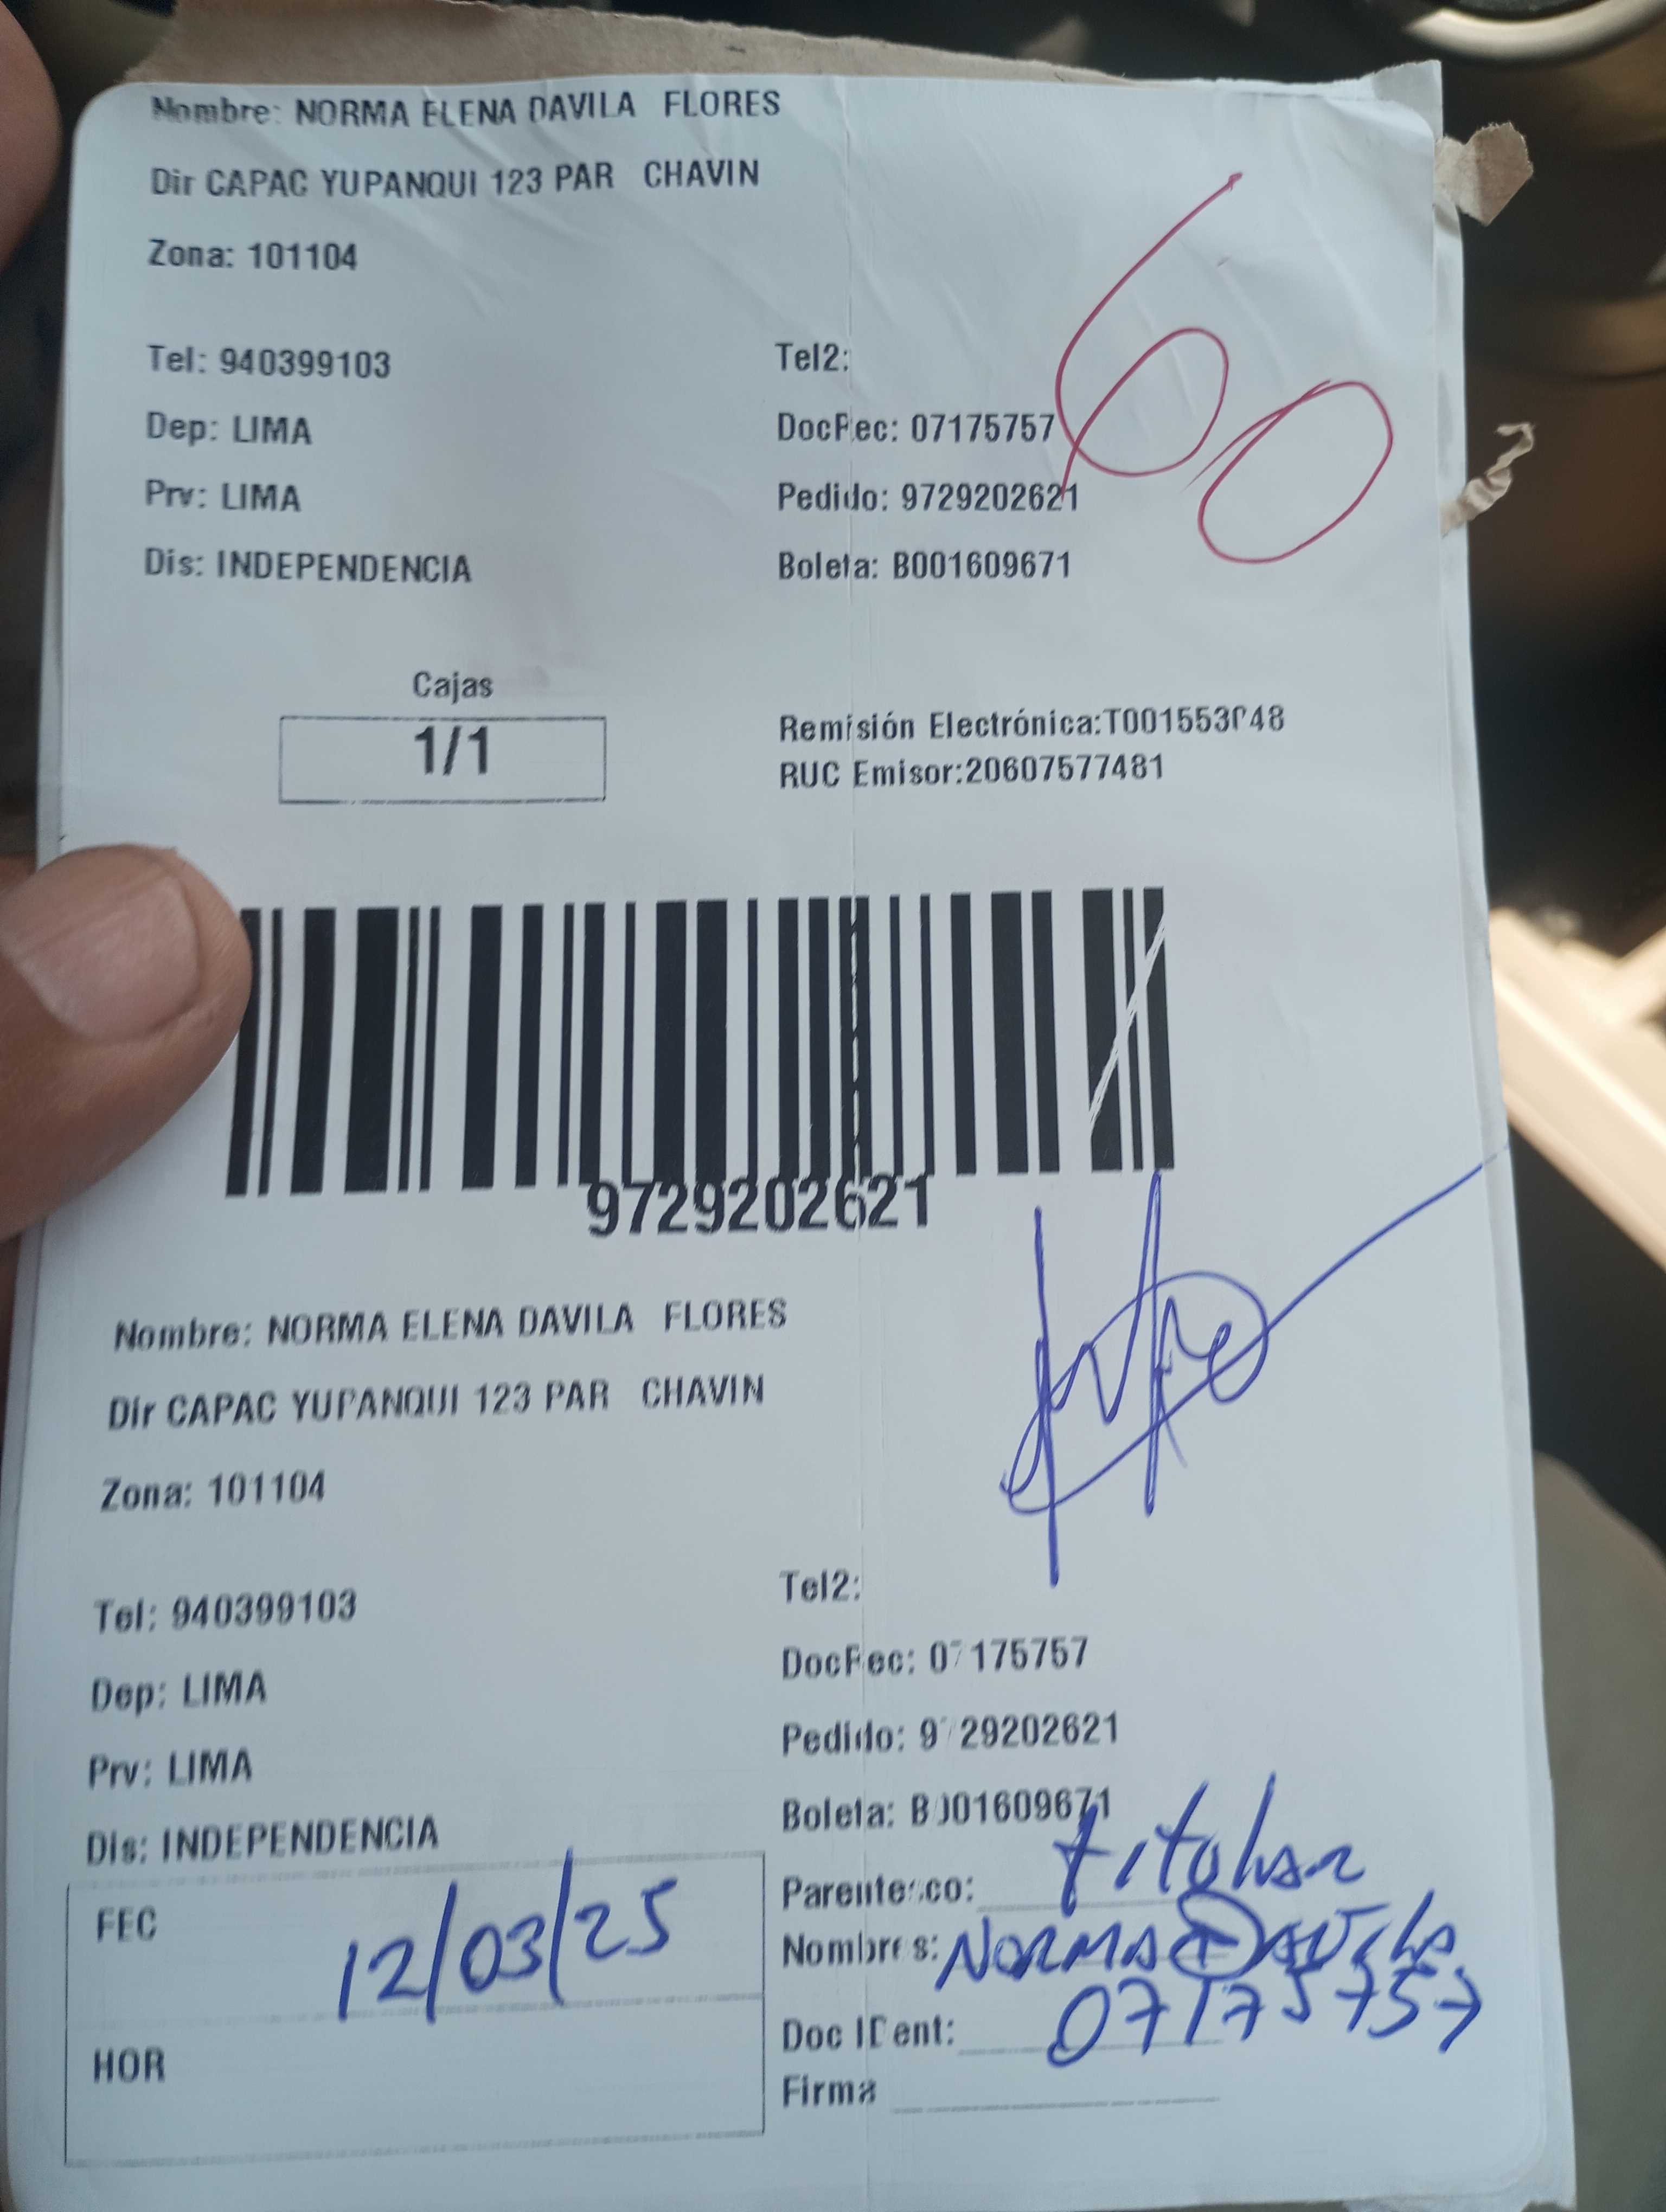 Nombre: NORMA ELENA DAVILA FLORES
Dir CAPAC YUPANQUI 123 PAR CHAVIN
Zona: 101104
Tel: 940399103 Tel2:
Dep: LIMA DocRec: 07175757
Prv: LIMA Pedido: 9729202621
Dis: INDEPENDENCIA Boleta: B001609671
60
Cajas
1/1
Remisión Electrónica:T001553048
RUC Emisor:20607577481
9729202621
Nombre: NORMA ELENA DAVILA FLORES
Dir CAPAC YUPANQUI 123 PAR CHAVIN
Zona: 101104
Tel: 940399103 Tel2:
Dep: LIMA DocRec: 07175757
Prv: LIMA Pedido: 9729202621
Dis: INDEPENDENCIA Boleta: B001609671
FEC 12/03/25
HOR
Parentesco: titular
Nombres: NORMA DAVILA
Doc IDent: 07175757
Firma